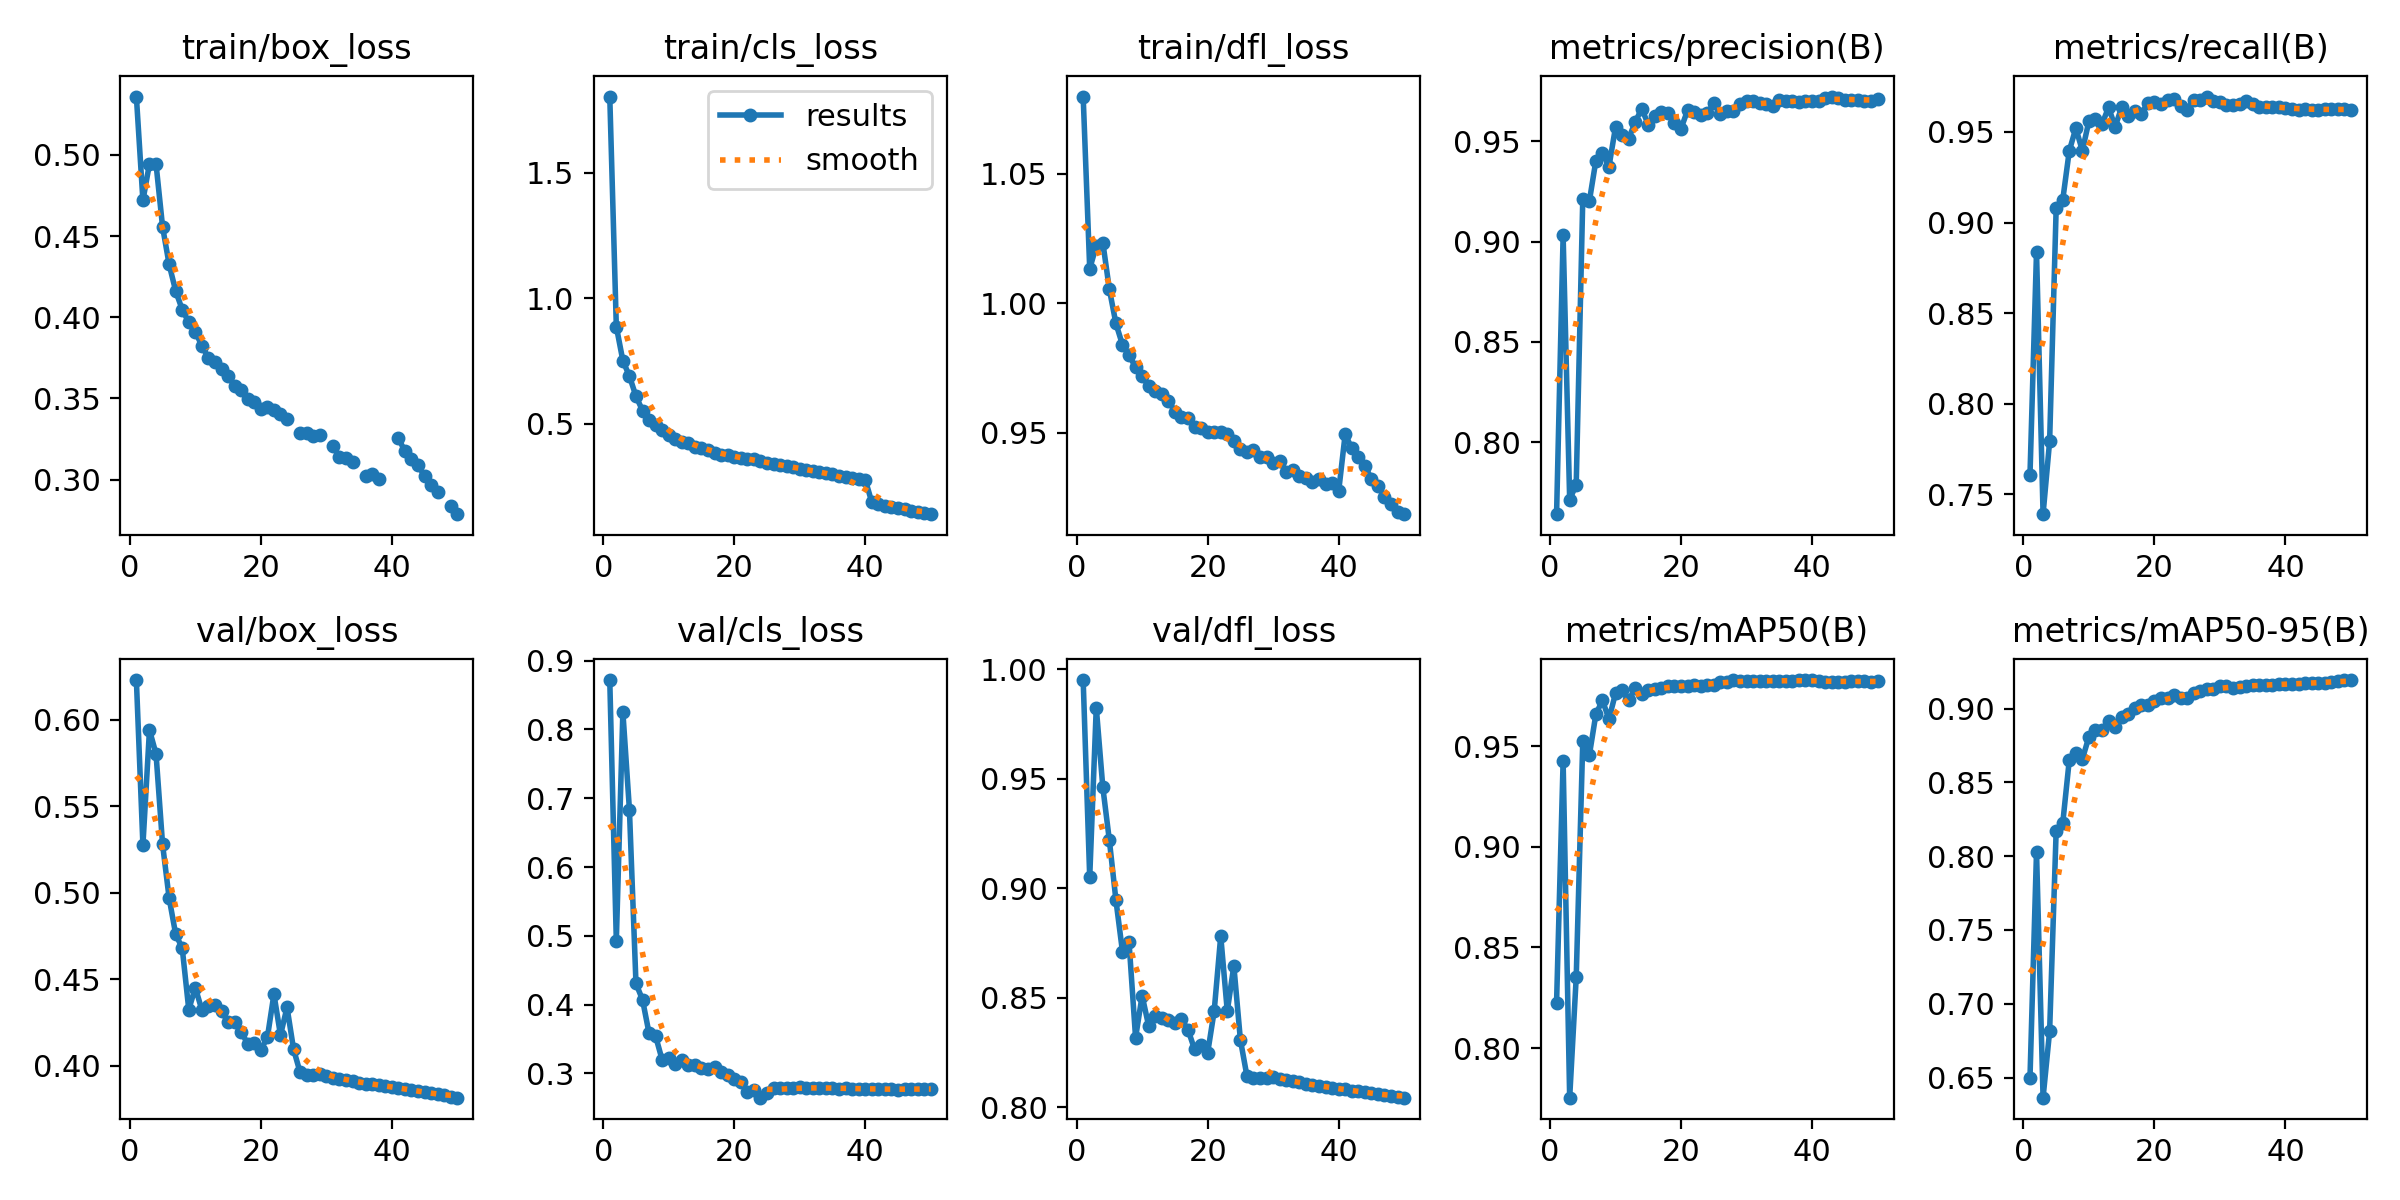 train/box_loss
0.50
0.45
0.40
0.35
0.30
0 20 40
train/cls_loss
results
smooth
1.5
1.0
0.5
0 20 40
train/dfl_loss
1.05
1.00
0.95
0 20 40
metrics/precision(B)
0.95
0.90
0.85
0.80
0 20 40
metrics/recall(B)
0.95
0.90
0.85
0.80
0.75
0 20 40
val/box_loss
0.60
0.55
0.50
0.45
0.40
0 20 40
val/cls_loss
0.9
0.8
0.7
0.6
0.5
0.4
0.3
0 20 40
val/dfl_loss
1.00
0.95
0.90
0.85
0.80
0 20 40
metrics/mAP50(B)
0.95
0.90
0.85
0.80
0 20 40
metrics/mAP50-95(B)
0.90
0.85
0.80
0.75
0.70
0.65
0 20 40